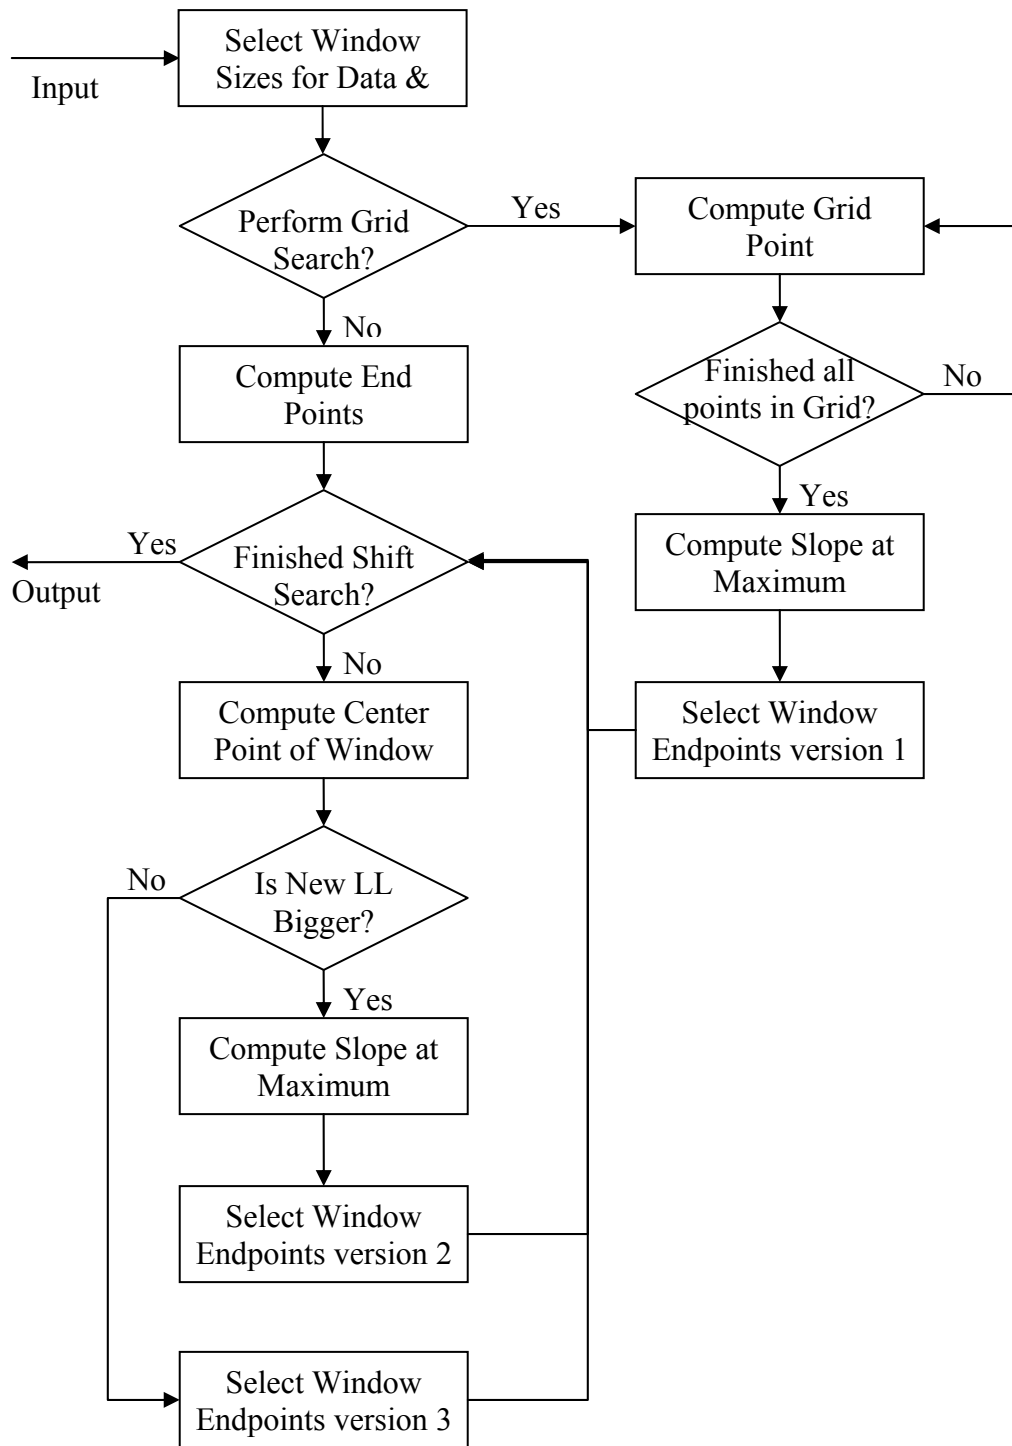 Input
Select Window
Sizes for Data &
Perform Grid
Search?
Yes
No
Compute Grid
Point
Finished all
points in Grid?
No
Yes
Compute Slope at
Maximum
Select Window
Endpoints version 1
Compute End
Points
Finished Shift
Search?
Yes
Output
No
Compute Center
Point of Window
Is New LL
Bigger?
No
Yes
Compute Slope at
Maximum
Select Window
Endpoints version 2
Select Window
Endpoints version 3